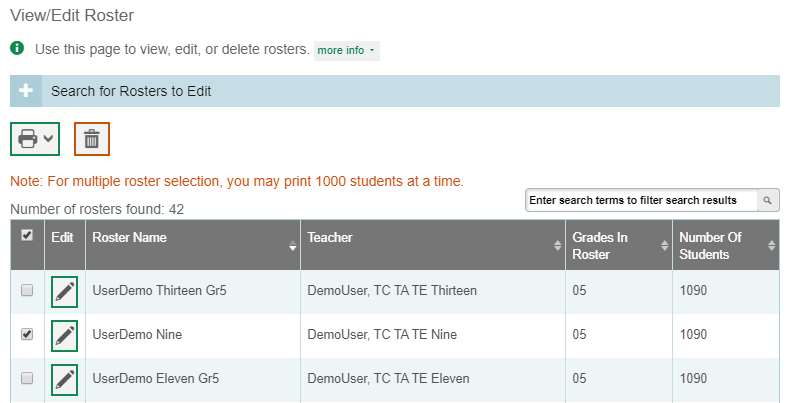 View/Edit Roster
Use this page to view, edit, or delete rosters. more info
Search for Rosters to Edit
Note: For multiple roster selection, you may print 1000 students at a time.
Enter search terms to filter search results
Number of rosters found: 42
Edit Roster Name Teacher Grades In Roster Number Of Students
UserDemo Thirteen Gr5 DemoUser, TC TA TE Thirteen 05 1090
UserDemo Nine DemoUser, TC TA TE Nine 05 1090
UserDemo Eleven Gr5 DemoUser, TC TA TE Eleven 05 1090